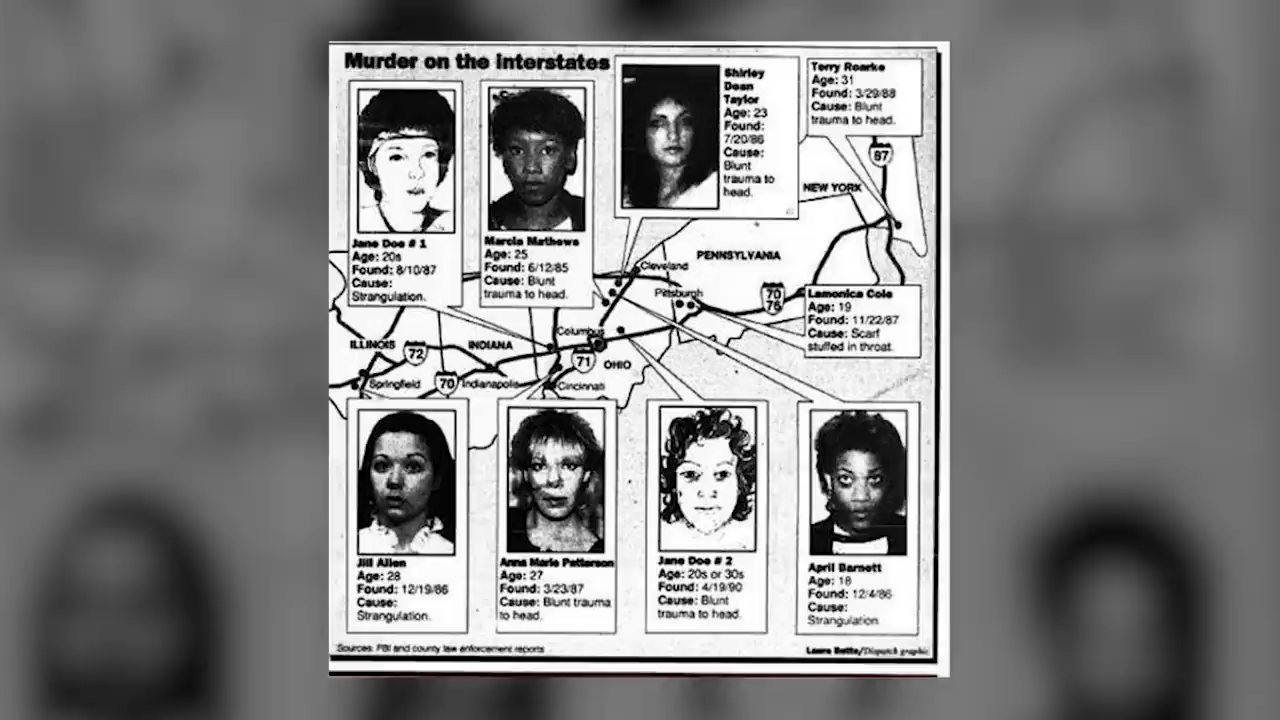 Murder on the interstates
Jane Doe # 1
Age: 20s
Found: 8/10/87
Cause:
Strangulation.
Marcia Mathews
Age: 25
Found: 6/12/85
Cause: Blunt
trauma to head.
Shirley
Dean
Taylor
Age: 23
Found:
7/20/86
Cause:
Blunt
trauma to
head.
Terry Roarke
Age: 31
Found: 3/29/88
Cause: Blunt
trauma to head.
87
NEW YORK
PENNSYLVANIA
Cleveland
Pittsburgh
70
76
Lamonica Cole
Age: 19
Found: 11/22/87
Cause: Scarf
stuffed in throat.
Columbus
ILLINOIS
72
INDIANA
71
OHIO
Springfield
70
Indianapolis
Cincinnati
Jill Allen
Age: 28
Found: 12/19/86
Cause:
Strangulation.
Anna Marie Patterson
Age: 27
Found: 3/23/87
Cause: Blunt trauma
to head.
Jane Doe # 2
Age: 20s or 30s
Found: 4/19/90
Cause: Blunt
trauma to head.
April Barnett
Age: 18
Found: 12/4/86
Cause:
Strangulation.
Sources: FBI and county law enforcement reports
/Dispatch graphic